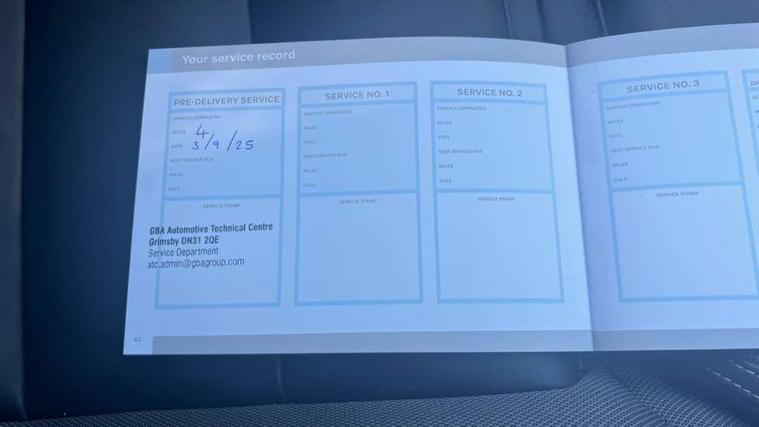 Your service record
PRE-DELIVERY SERVICE
SERVICE COMPLETED
MILES 4
DATE 3/9/25
NEXT SERVICE DUE
MILES
DATE
SERVICE STAMP
GBA Automotive Technical Centre
Grimsby DN31 2QE
Service Department
atc.admin@gbagroup.com
SERVICE NO. 1
SERVICE COMPLETED
MILES
DATE
NEXT SERVICE DUE
MILES
DATE
SERVICE STAMP
SERVICE NO. 2
SERVICE COMPLETED
MILES
DATE
NEXT SERVICE DUE
MILES
DATE
SERVICE STAMP
SERVICE NO. 3
SERVICE COMPLETED
MILES
DATE
NEXT SERVICE DUE
MILES
DATE
SERVICE STAMP
40